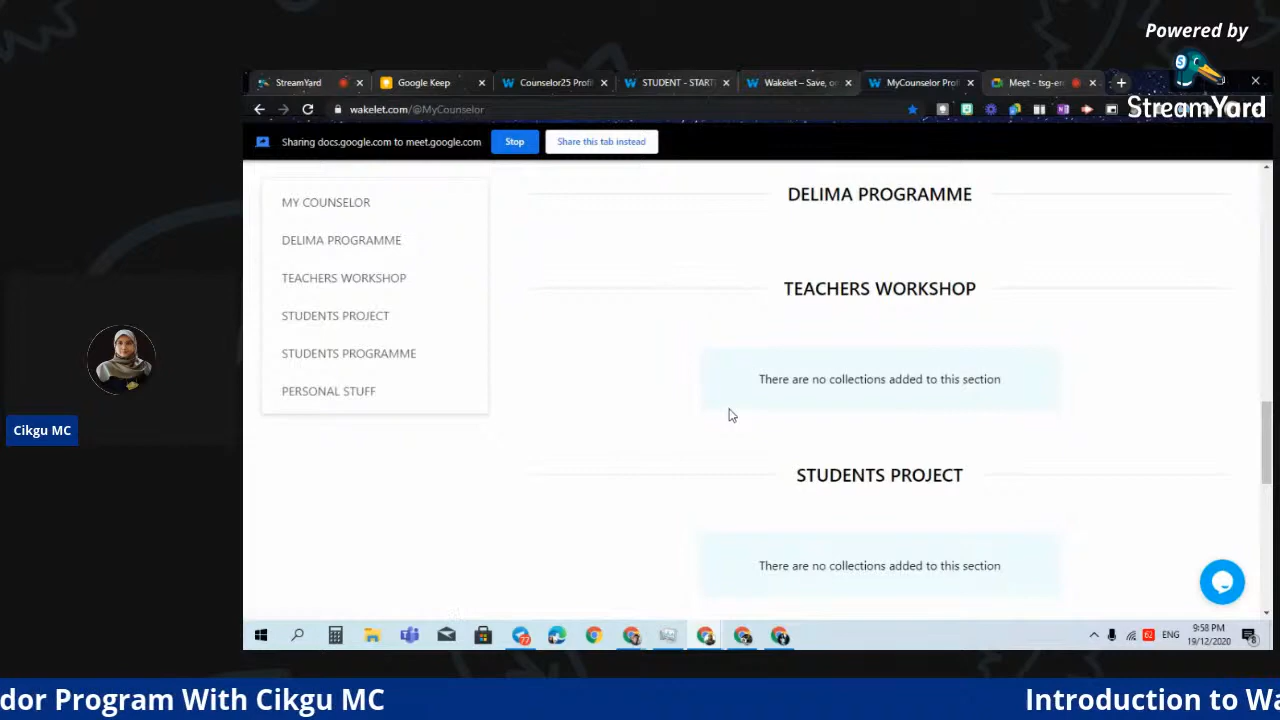 Powered by
StreamYard
StreamYard
Google Keep
Counselor25 Profi
STUDENT - START
Wakelet – Save, o
MyCounselor Pro
Meet - tsg-er
wakelet.com/@MyCounselor
Sharing docs.google.com to meet.google.com
Stop
Share this tab instead
MY COUNSELOR
DELIMA PROGRAMME
TEACHERS WORKSHOP
STUDENTS PROJECT
STUDENTS PROGRAMME
PERSONAL STUFF
DELIMA PROGRAMME
TEACHERS WORKSHOP
There are no collections added to this section
STUDENTS PROJECT
There are no collections added to this section
Cikgu MC
ENG
9:58 PM
19/12/2020
dor Program With Cikgu MC
Introduction to Wa